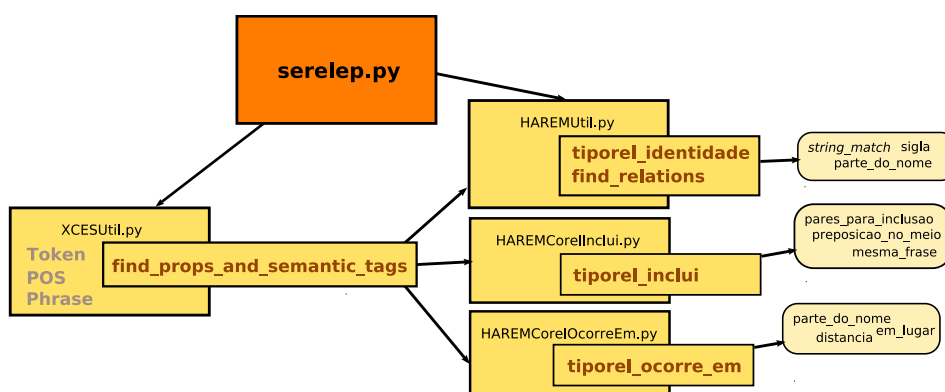 serelep.py
HAREMUtil.py
tiporel_identidade
find_relations
string_match sigla
parte_do_nome
XCESUtil.py
Token
POS
Phrase
find_props_and_semantic_tags
HAREMCorelInclui.py
tiporel_inclui
pares_para_inclusao
preposicao_no_meio
mesma_frase
HAREMCorelOcorreEm.py
tiporel_ocorre_em
parte_do_nome
distancia em_lugar